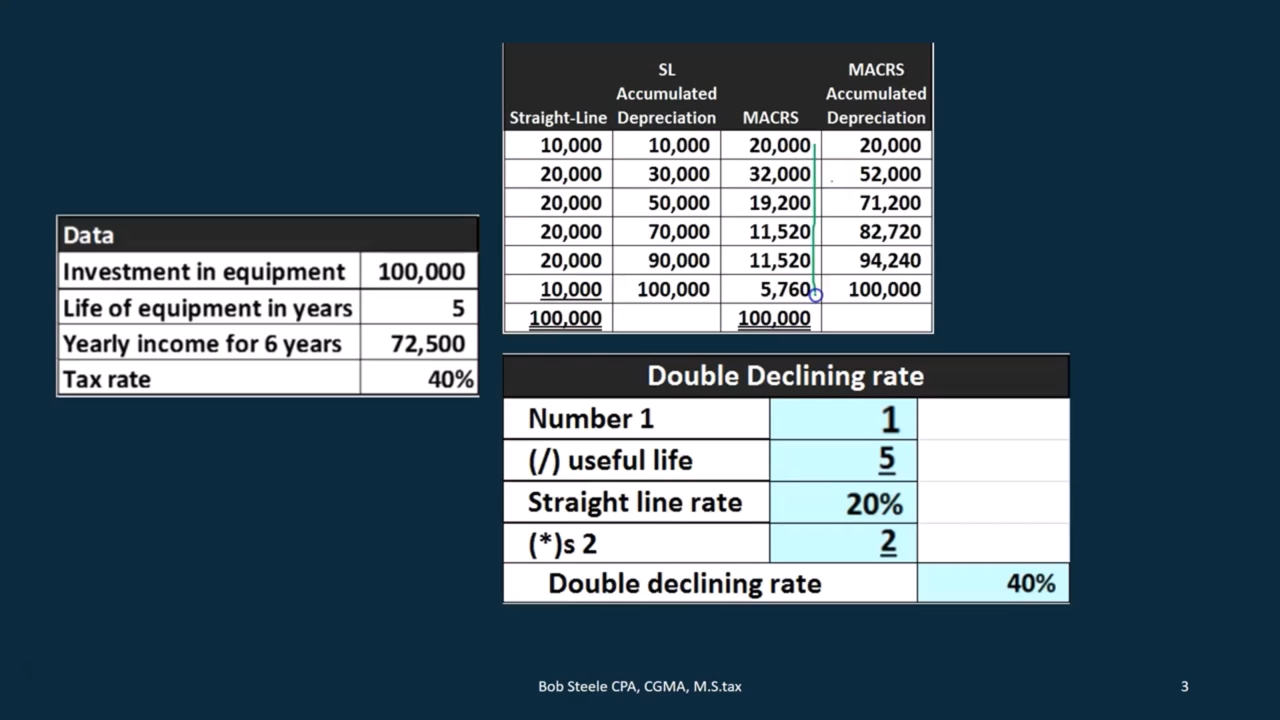 Data
Investment in equipment 100,000
Life of equipment in years 5
Yearly income for 6 years 72,500
Tax rate 40%
SL MACRS
Accumulated Accumulated
Straight-Line Depreciation MACRS Depreciation
10,000 10,000 20,000 20,000
20,000 30,000 32,000 52,000
20,000 50,000 19,200 71,200
20,000 70,000 11,520 82,720
20,000 90,000 11,520 94,240
10,000 100,000 5,760 100,000
100,000 100,000
Double Declining rate
Number 1 1
(/) useful life 5
Straight line rate 20%
(*)s 2 2
Double declining rate 40%
Bob Steele CPA, CGMA, M.S.tax 3